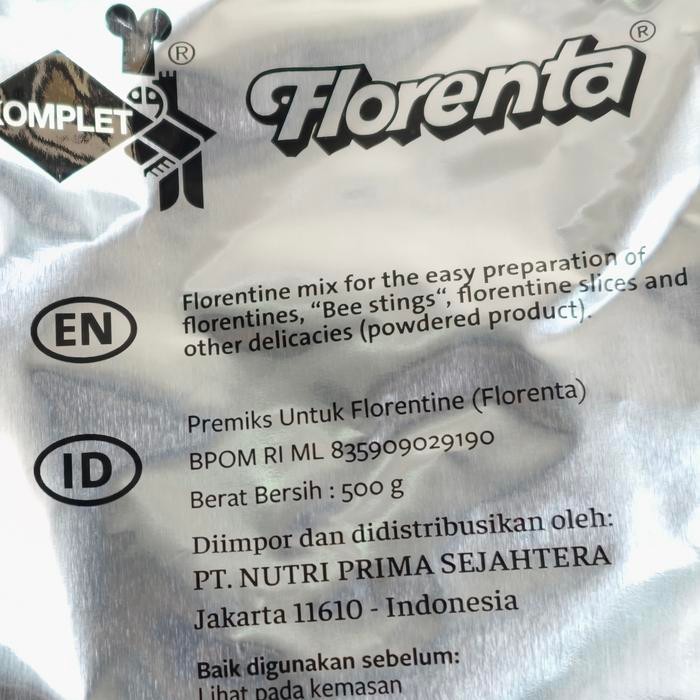 KOMPLET ®
Florenta ®
EN
Florentine mix for the easy preparation of
florentines, “Bee stings“, florentine slices and
other delicacies (powdered product).
ID
Premiks Untuk Florentine (Florenta)
BPOM RI ML 835909029190
Berat Bersih : 500 g
Diimpor dan didistribusikan oleh:
PT. NUTRI PRIMA SEJAHTERA
Jakarta 11610 - Indonesia
Baik digunakan sebelum:
Lihat pada kemasan